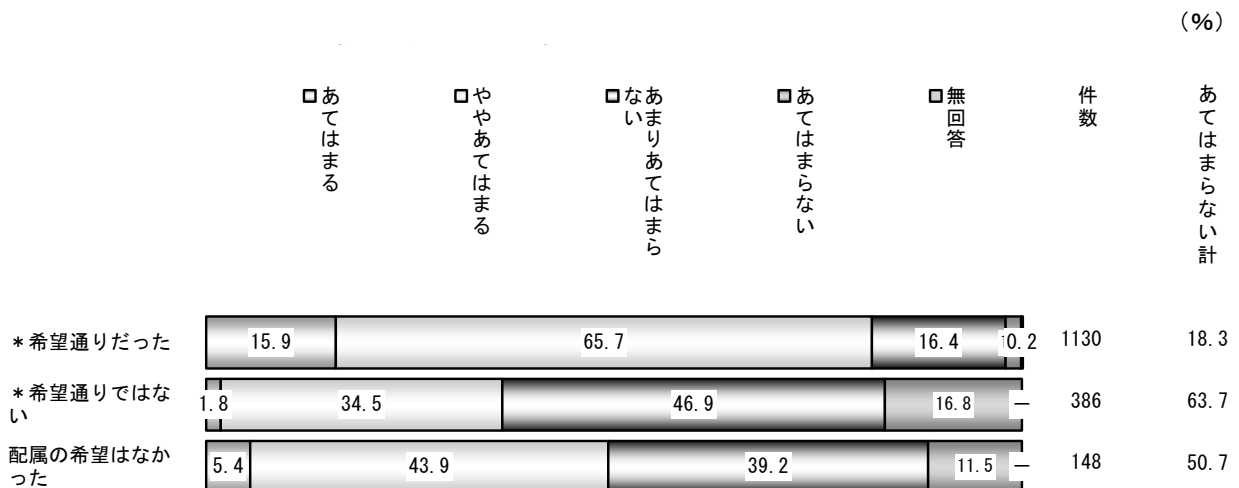 (%)
あてはまる
ややあてはまる
あまりあてはまら
ない
あてはまらない
無回答
件数
あてはまらない計
*希望通りだった
15.9
65.7
16.4
0.2
1130
18.3
*希望通りではな
い
1.8
34.5
46.9
16.8
－
386
63.7
配属の希望はなか
った
5.4
43.9
39.2
11.5
－
148
50.7